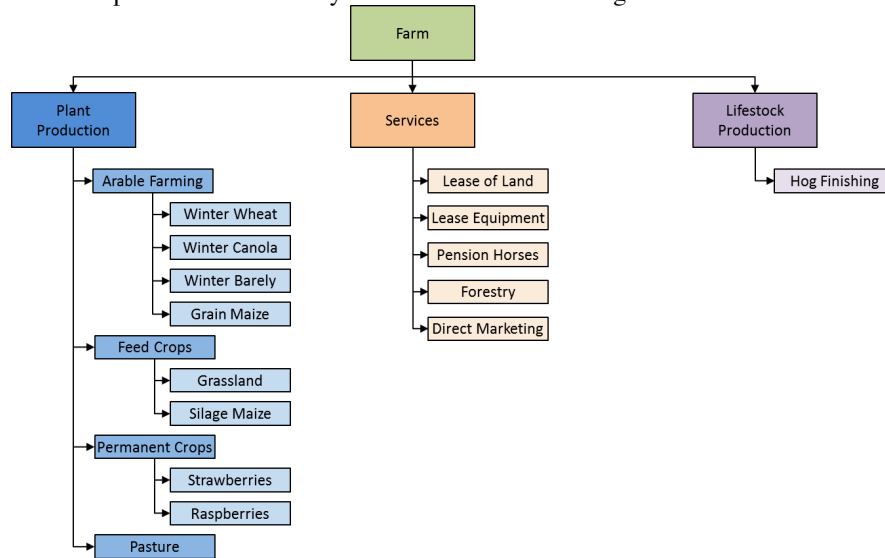 Farm
Plant
Production
Services
Lifestock
Production
Arable Farming
Winter Wheat
Winter Canola
Winter Barely
Grain Maize
Feed Crops
Grassland
Silage Maize
Permanent Crops
Strawberries
Raspberries
Pasture
Lease of Land
Lease Equipment
Pension Horses
Forestry
Direct Marketing
Hog Finishing